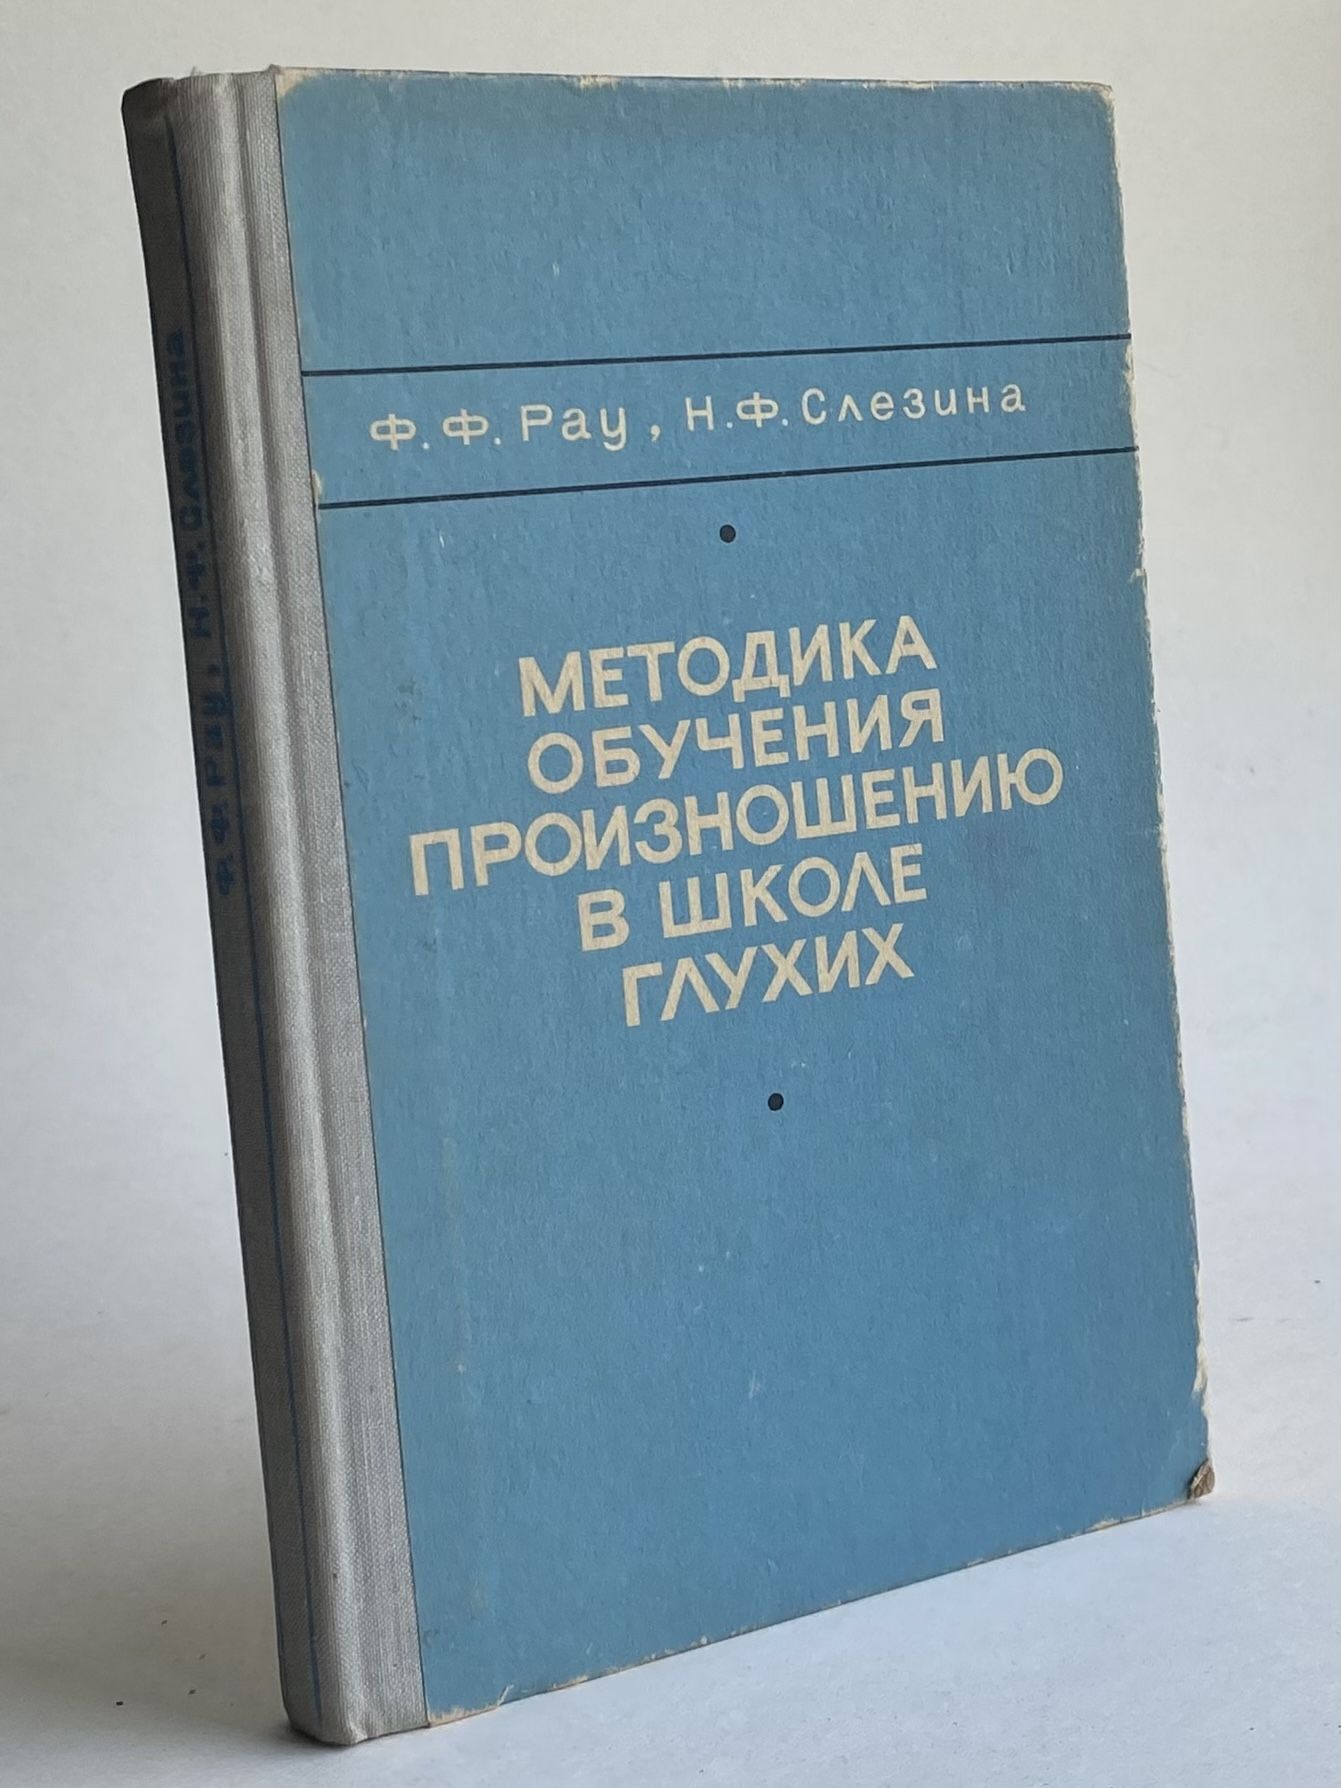 Ф.Ф.Рау, Н.Ф.Слезина
Ф.Ф.Рау, Н.Ф.Слезина
МЕТОДИКА
ОБУЧЕНИЯ
ПРОИЗНОШЕНИЮ
В ШКОЛЕ
ГЛУХИХ